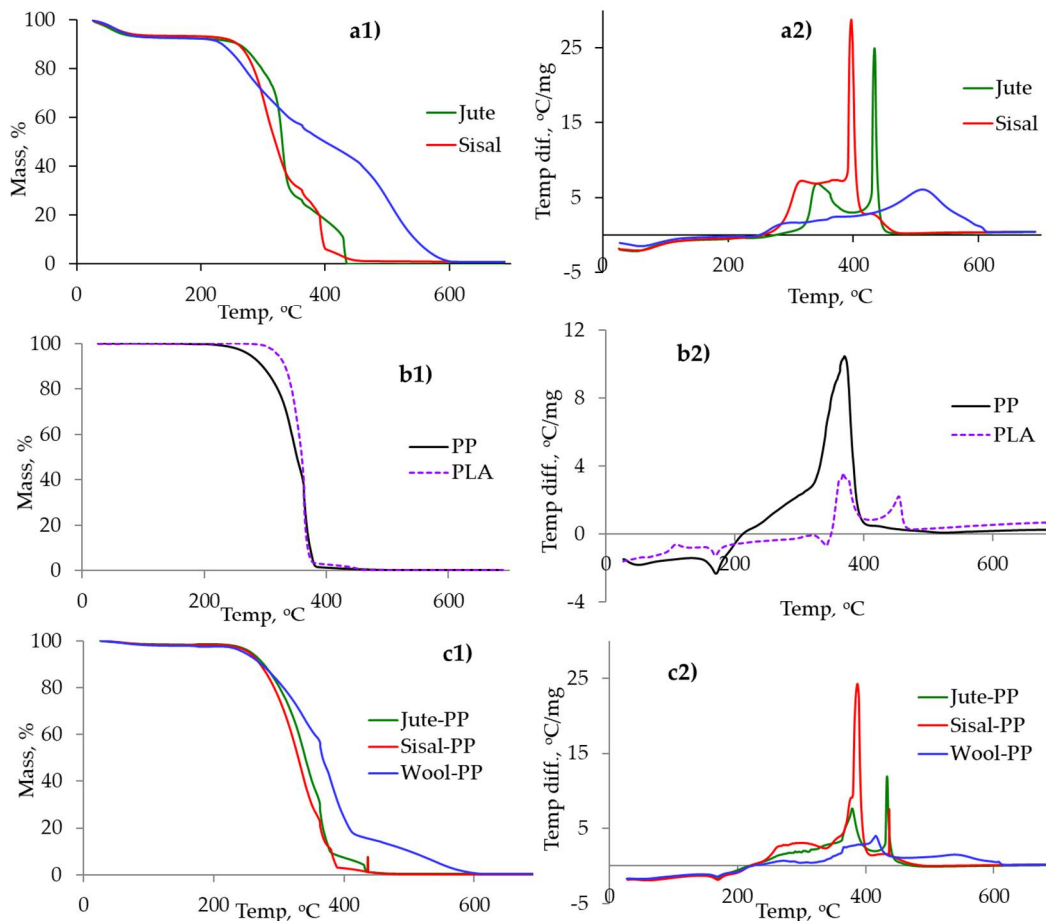 a1)
Mass, %
100
80
60
40
20
0
Jute
Sisal
0
200
400
600
Temp, °C
a2)
Temp dif., °C/mg
25
15
5
-5
Jute
Sisal
0
200
400
600
Temp, °C
b1)
Mass, %
100
80
60
40
20
0
PP
PLA
0
200
400
600
Temp, °C
b2)
Temp diff., °C/mg
12
8
4
0
-4
PP
PLA
0
200
400
600
Temp, °C
c1)
Mass, %
100
80
60
40
20
0
Jute-PP
Sisal-PP
Wool-PP
0
200
400
600
Temp, °C
c2)
Temp diff., °C/mg
25
15
5
-5
Jute-PP
Sisal-PP
Wool-PP
0
200
400
600
Temp, °C